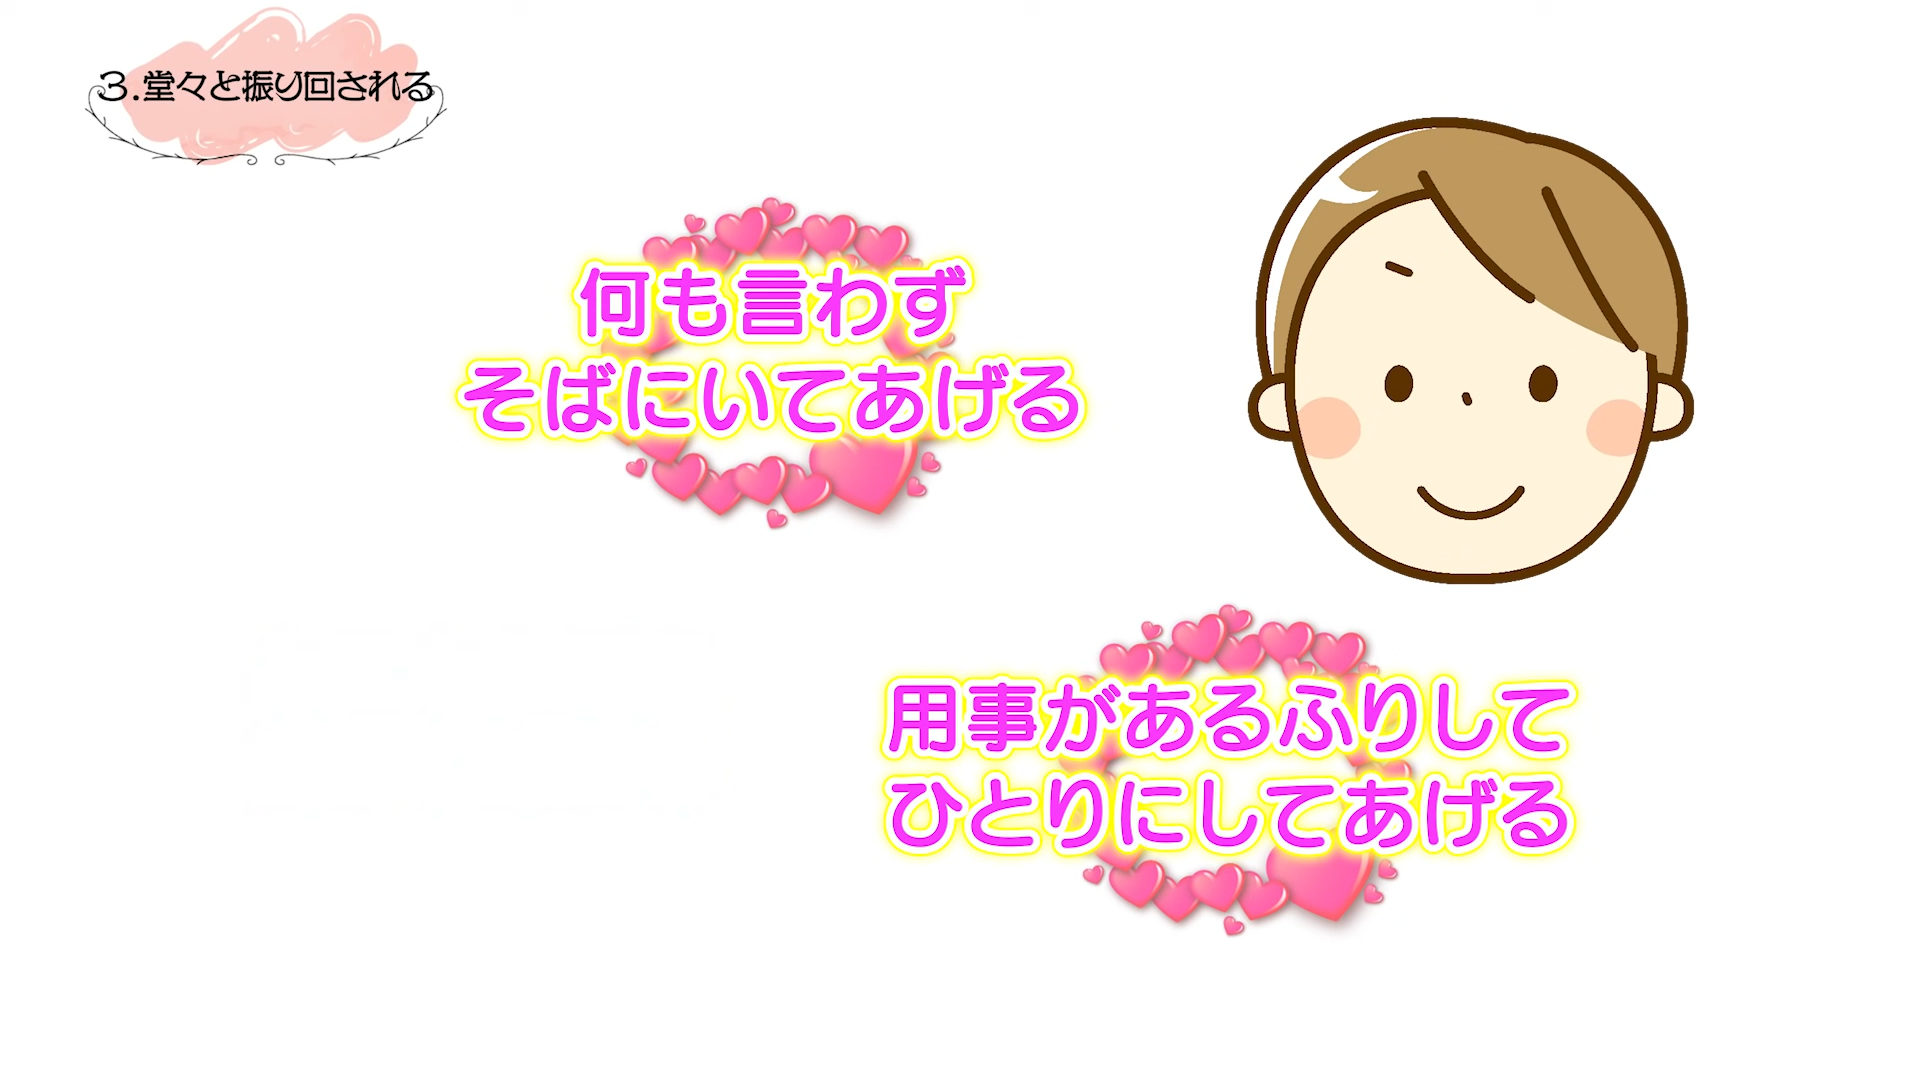 ３.堂々と振り回される
何も言わず
そばにいてあげる
用事があるふりして
ひとりにしてあげる